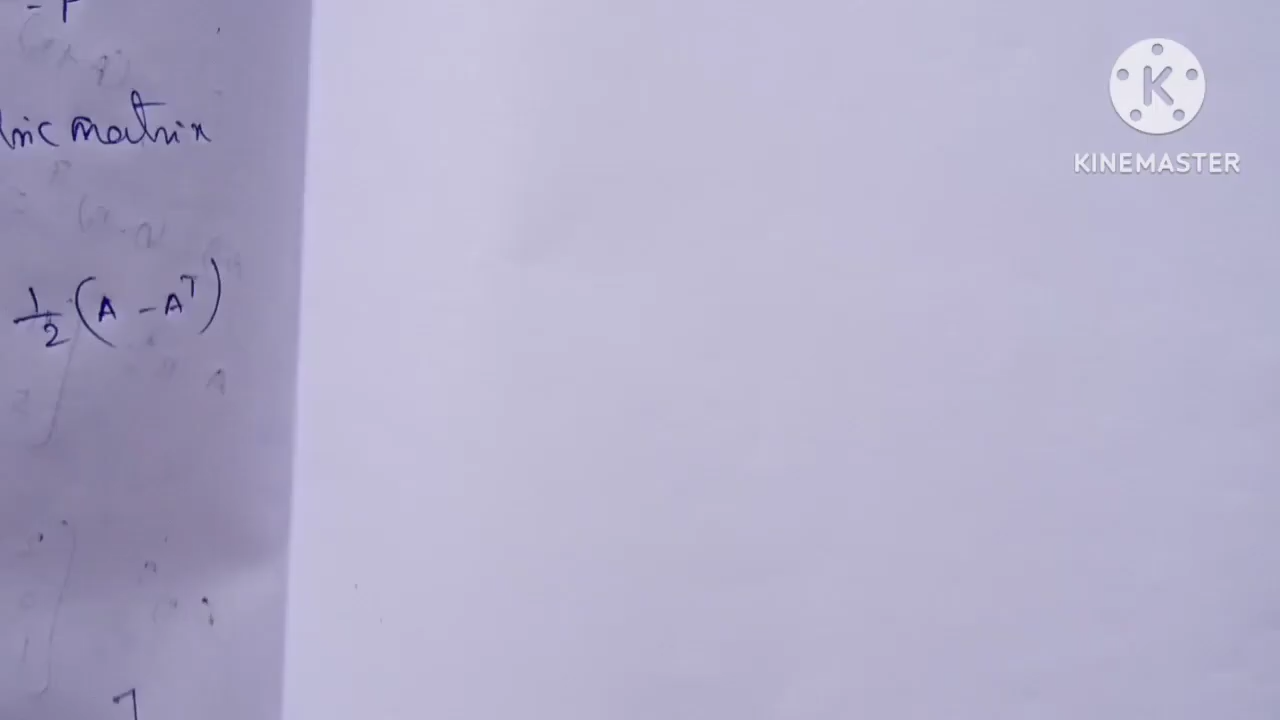 - P
ric matrix
1/2 (A - A^T)
KINEMASTER